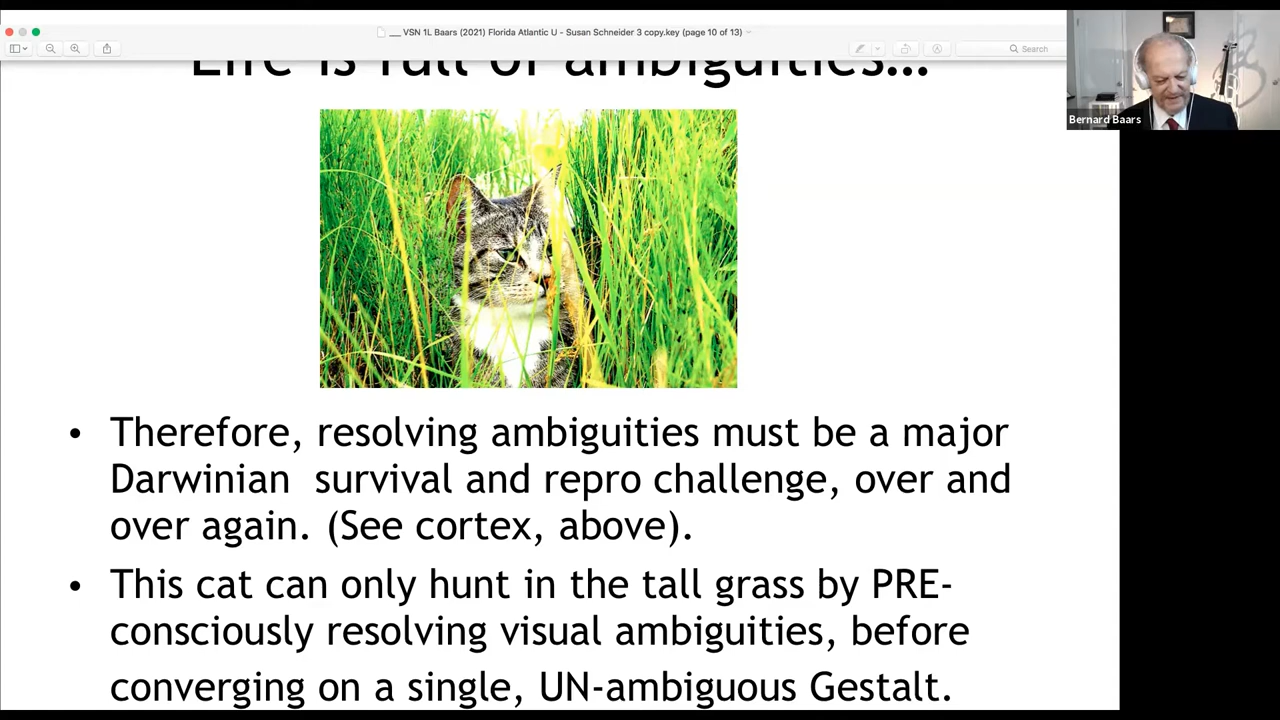 __ VSN 1L Baars (2021) Florida Atlantic U - Susan Schneider 3 copy.key (page 10 of 13)
Search
Bernard Baars
Life is full of ambiguities...
• Therefore, resolving ambiguities must be a major
Darwinian survival and repro challenge, over and
over again. (See cortex, above).
• This cat can only hunt in the tall grass by PRE-
consciously resolving visual ambiguities, before
converging on a single, UN-ambiguous Gestalt.